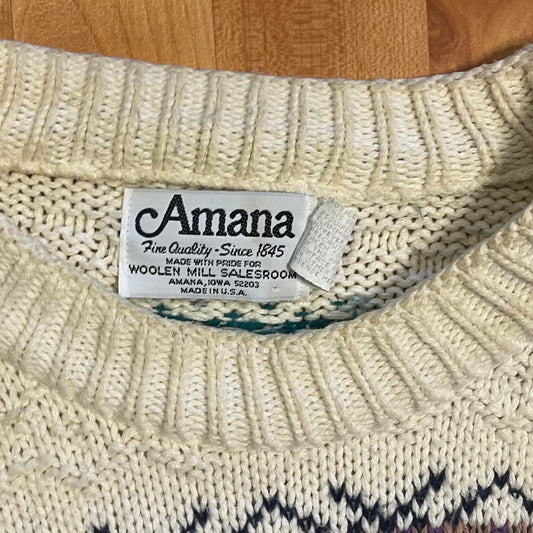 Amana
Fine Quality - Since 1845
MADE WITH PRIDE FOR
WOOLEN MILL SALESROOM
AMANA, IOWA 52203
MADE IN U.S.A.